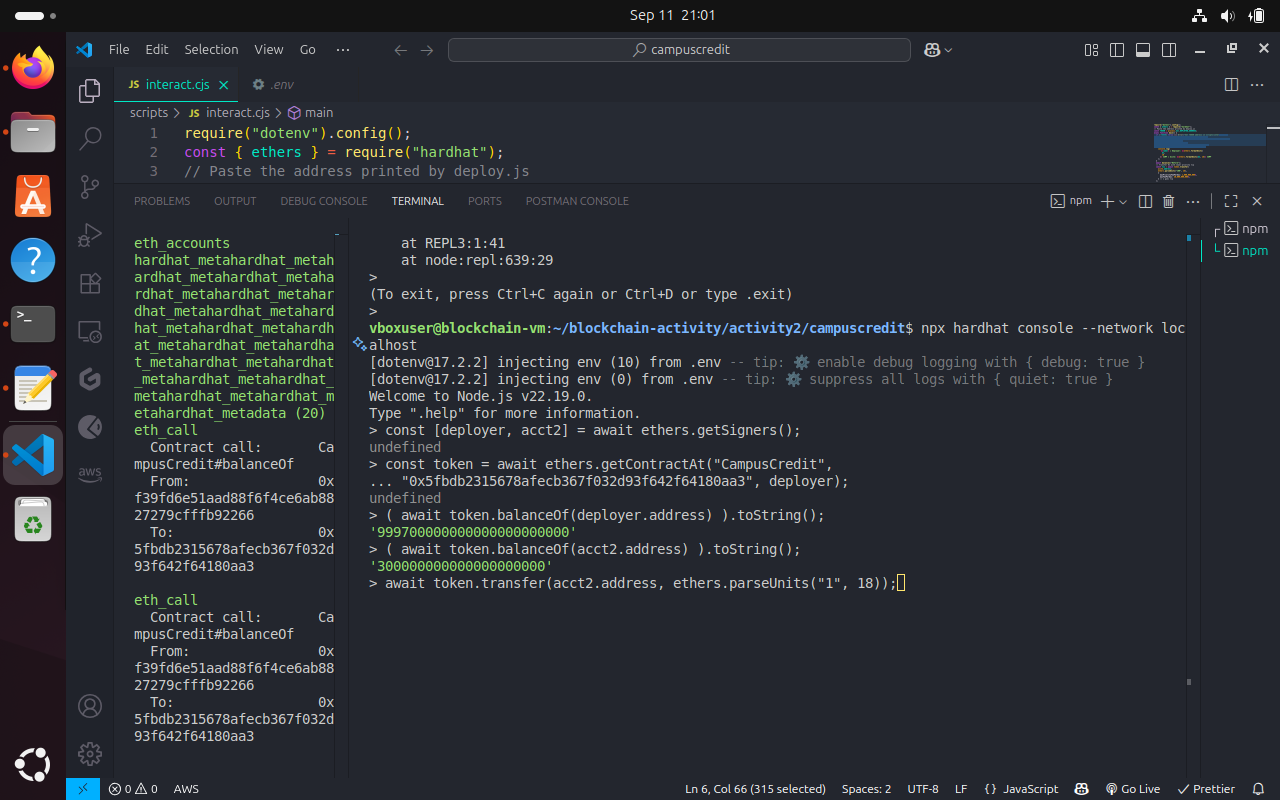 Sep 11 21:01
File Edit Selection View Go ···
campuscredit
JS interact.cjs
.env
scripts > JS interact.cjs > main
1 require("dotenv").config();
2 const { ethers } = require("hardhat");
3 // Paste the address printed by deploy.js
PROBLEMS OUTPUT DEBUG CONSOLE TERMINAL PORTS POSTMAN CONSOLE
npm
eth_accounts
hardhat_metahardhat_metah
ardhat_metahardhat_metaha
rdhat_metahardhat_metahar
dhat_metahardhat_metahard
hat_metahardhat_metahardh
at_metahardhat_metahardha
t_metahardhat_metahardhat
_metahardhat_metahardhat_
metahardhat_metahardhat_m
etahardhat_metadata (20)
eth_call
Contract call: Ca
mpusCredit#balanceOf
From: 0x
f39fd6e51aad88f6f4ce6ab88
27279cfffb92266
To: 0x
5fbdb2315678afecb367f032d
93f642f64180aa3
eth_call
Contract call: Ca
mpusCredit#balanceOf
From: 0x
f39fd6e51aad88f6f4ce6ab88
27279cfffb92266
To: 0x
5fbdb2315678afecb367f032d
93f642f64180aa3
at REPL3:1:41
at node:repl:639:29
>
(To exit, press Ctrl+C again or Ctrl+D or type .exit)
>
vboxuser@blockchain-vm:~/blockchain-activity/activity2/campuscredit$ npx hardhat console --network loc
alhost
[dotenv@17.2.2] injecting env (10) from .env -- tip: ⚙️ enable debug logging with { debug: true }
[dotenv@17.2.2] injecting env (0) from .env -- tip: ⚙️ suppress all logs with { quiet: true }
Welcome to Node.js v22.19.0.
Type ".help" for more information.
> const [deployer, acct2] = await ethers.getSigners();
undefined
> const token = await ethers.getContractAt("CampusCredit",
... "0x5fbdb2315678afecb367f032d93f642f64180aa3", deployer);
undefined
> ( await token.balanceOf(deployer.address) ).toString();
'999700000000000000000000'
> ( await token.balanceOf(acct2.address) ).toString();
'300000000000000000000'
> await token.transfer(acct2.address, ethers.parseUnits("1", 18));
npm
npm
aws
0 0 AWS
Ln 6, Col 66 (315 selected) Spaces: 2 UTF-8 LF {} JavaScript Go Live Prettier